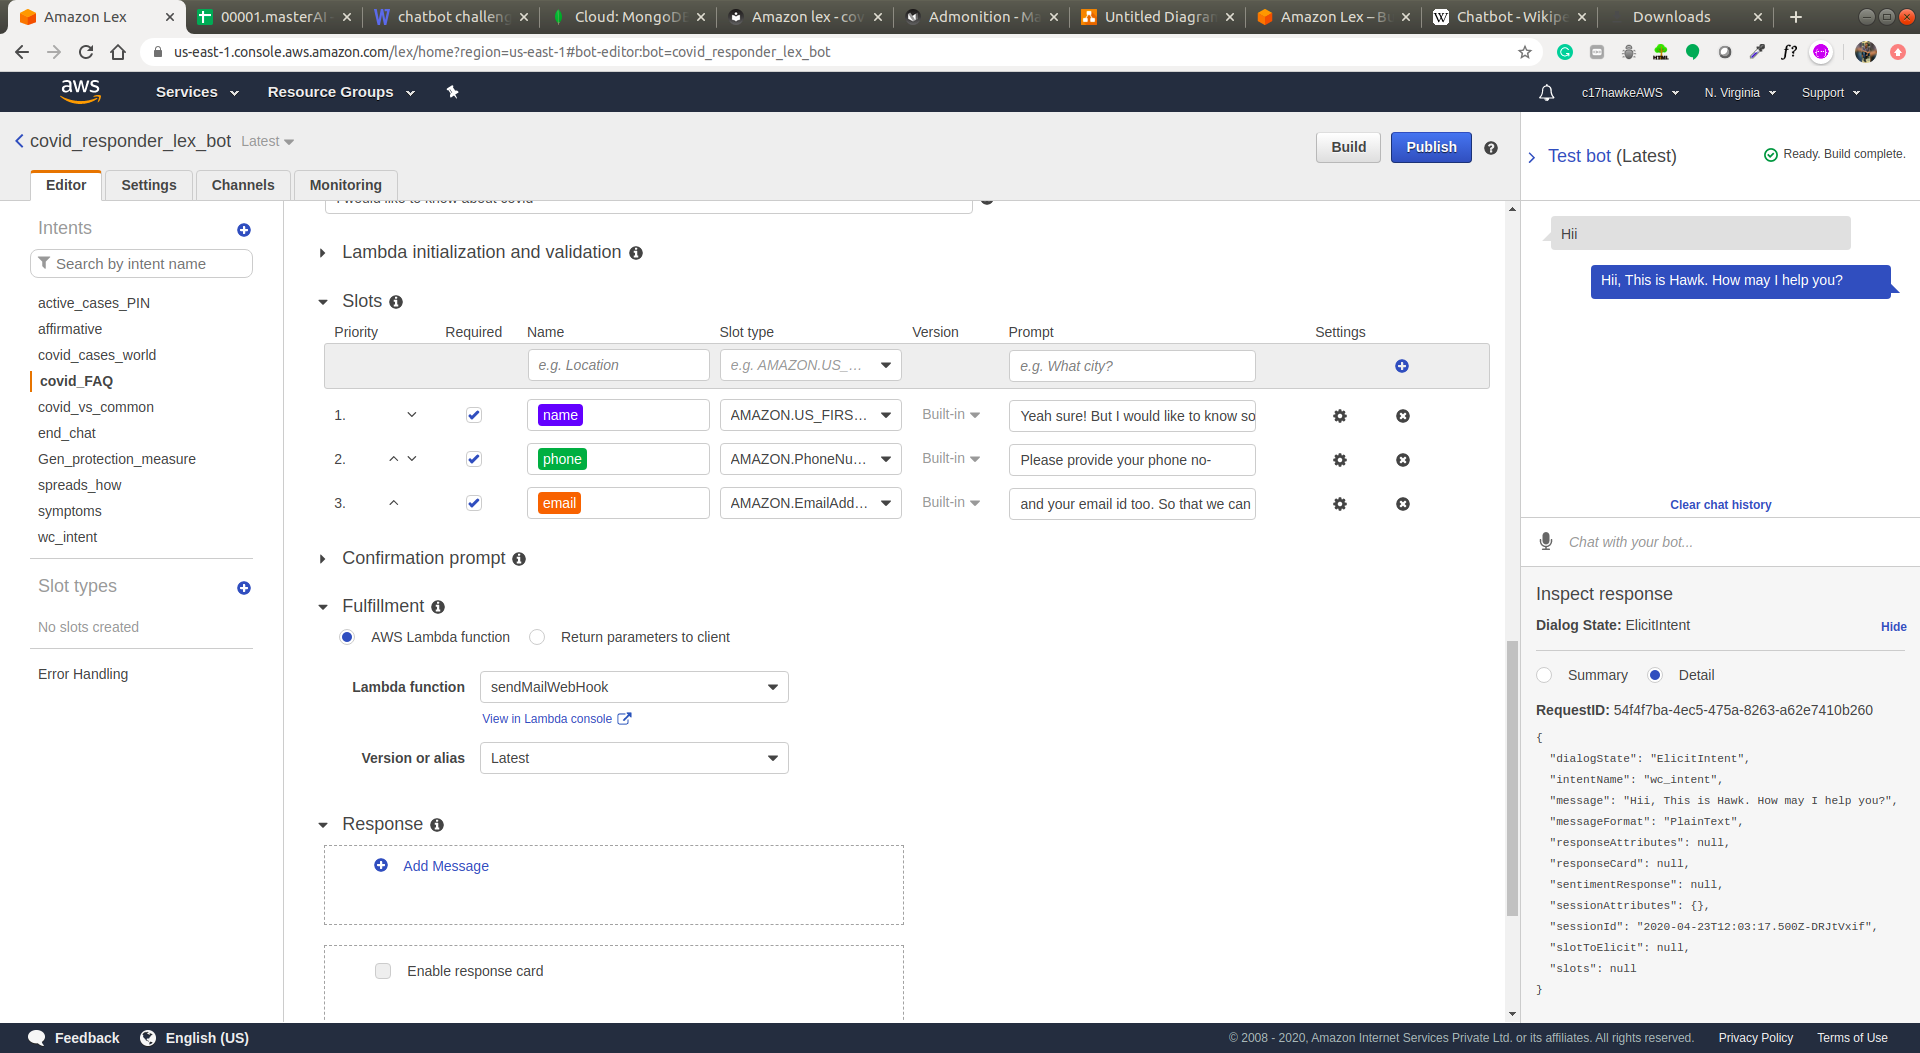 Amazon Lex
00001.masterAI
chatbot challeng
Cloud: MongoDB
Amazon lex - cov
Admonition - Ma
Untitled Diagra
Amazon Lex – Bu
Chatbot - Wikipe
Downloads
us-east-1.console.aws.amazon.com/lex/home?region=us-east-1#bot-editor:bot=covid_responder_lex_bot
aws
Services
Resource Groups
c17hawkeAWS
N. Virginia
Support
covid_responder_lex_bot Latest
Build
Publish
Test bot (Latest)
Ready. Build complete.
Editor
Settings
Channels
Monitoring
Intents
Search by intent name
active_cases_PIN
affirmative
covid_cases_world
covid_FAQ
covid_vs_common
end_chat
Gen_protection_measure
spreads_how
symptoms
wc_intent
Slot types
No slots created
Error Handling
I would like to know about covid
Lambda initialization and validation
Slots
Priority Required Name Slot type Version Prompt Settings
e.g. Location e.g. AMAZON.US_... e.g. What city?
1. name AMAZON.US_FIRS... Built-in Yeah sure! But I would like to know so
2. phone AMAZON.PhoneNu... Built-in Please provide your phone no-
3. email AMAZON.EmailAdd... Built-in and your email id too. So that we can
Confirmation prompt
Fulfillment
AWS Lambda function Return parameters to client
Lambda function sendMailWebHook
View in Lambda console
Version or alias Latest
Response
Add Message
Enable response card
Hii
Hii, This is Hawk. How may I help you?
Clear chat history
Chat with your bot...
Inspect response
Dialog State: ElicitIntent
Hide
Summary Detail
RequestID: 54f4f7ba-4ec5-475a-8263-a62e7410b260
{
"dialogState": "ElicitIntent",
"intentName": "wc_intent",
"message": "Hii, This is Hawk. How may I help you?",
"messageFormat": "PlainText",
"responseAttributes": null,
"responseCard": null,
"sentimentResponse": null,
"sessionAttributes": {},
"sessionId": "2020-04-23T12:03:17.500Z-DRJtVxif",
"slotToElicit": null,
"slots": null
}
Feedback
English (US)
© 2008 - 2020, Amazon Internet Services Private Ltd. or its affiliates. All rights reserved.
Privacy Policy
Terms of Use